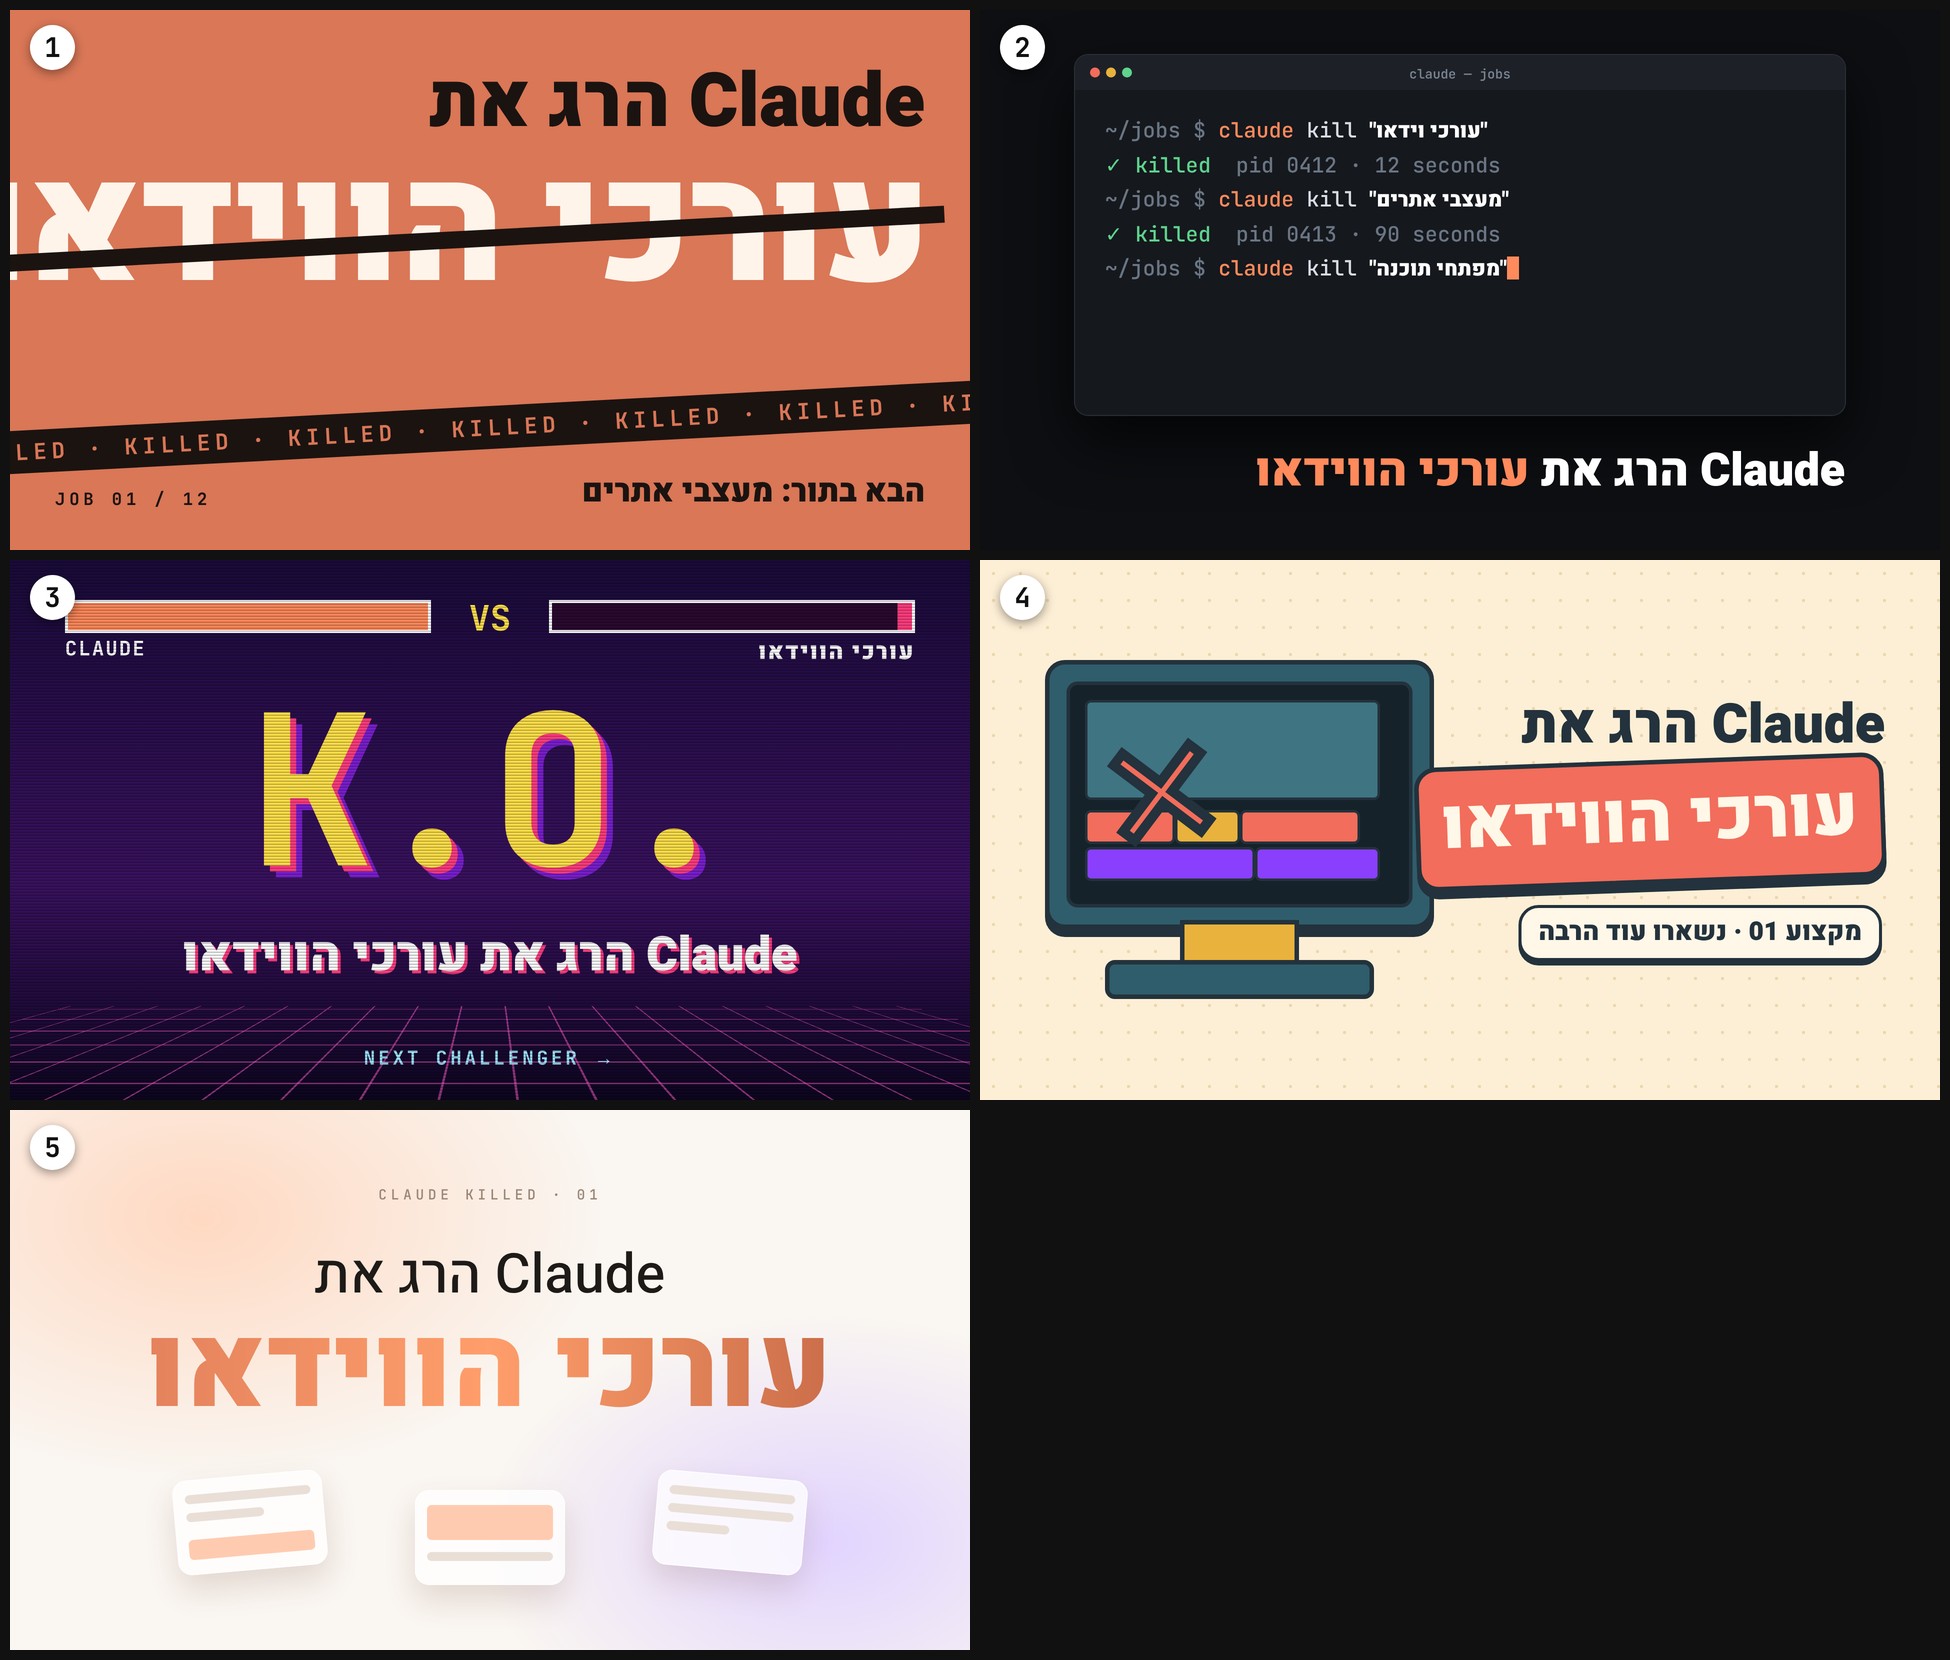 1
Claude הרג את
עורכי הווידאו
LED · KILLED · KILLED · KILLED · KILLED · KILLED · KI
JOB 01 / 12
הבא בתור: מעצבי אתרים
2
claude — jobs
~/jobs $ claude kill "עורכי וידאו"
✓ killed pid 0412 · 12 seconds
~/jobs $ claude kill "מעצבי אתרים"
✓ killed pid 0413 · 90 seconds
~/jobs $ claude kill "מפתחי תוכנה"
Claude הרג את עורכי הווידאו
3
VS
CLAUDE
עורכי הווידאו
K.O.
Claude הרג את עורכי הווידאו
NEXT CHALLENGER →
4
Claude הרג את
עורכי הווידאו
מקצוע 01 · נשארו עוד הרבה
5
CLAUDE KILLED · 01
Claude הרג את
עורכי הווידאו